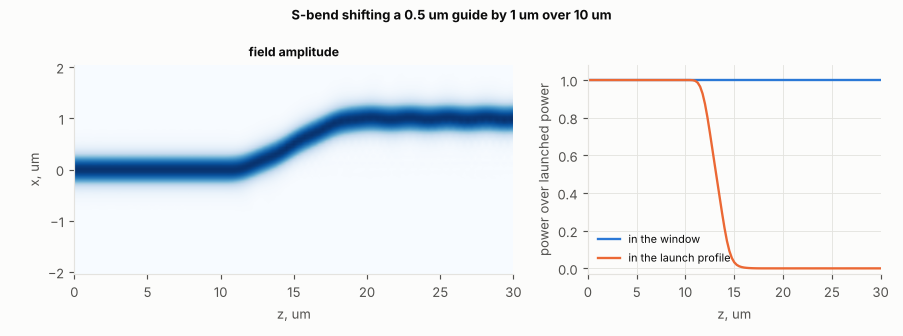 S-bend shifting a 0.5 um guide by 1 um over 10 um
field amplitude
2
1
0
−1
−2
x, um
0 5 10 15 20 25 30
z, um
power over launched power
1.0
0.8
0.6
0.4
0.2
0.0
in the window
in the launch profile
0 5 10 15 20 25 30
z, um